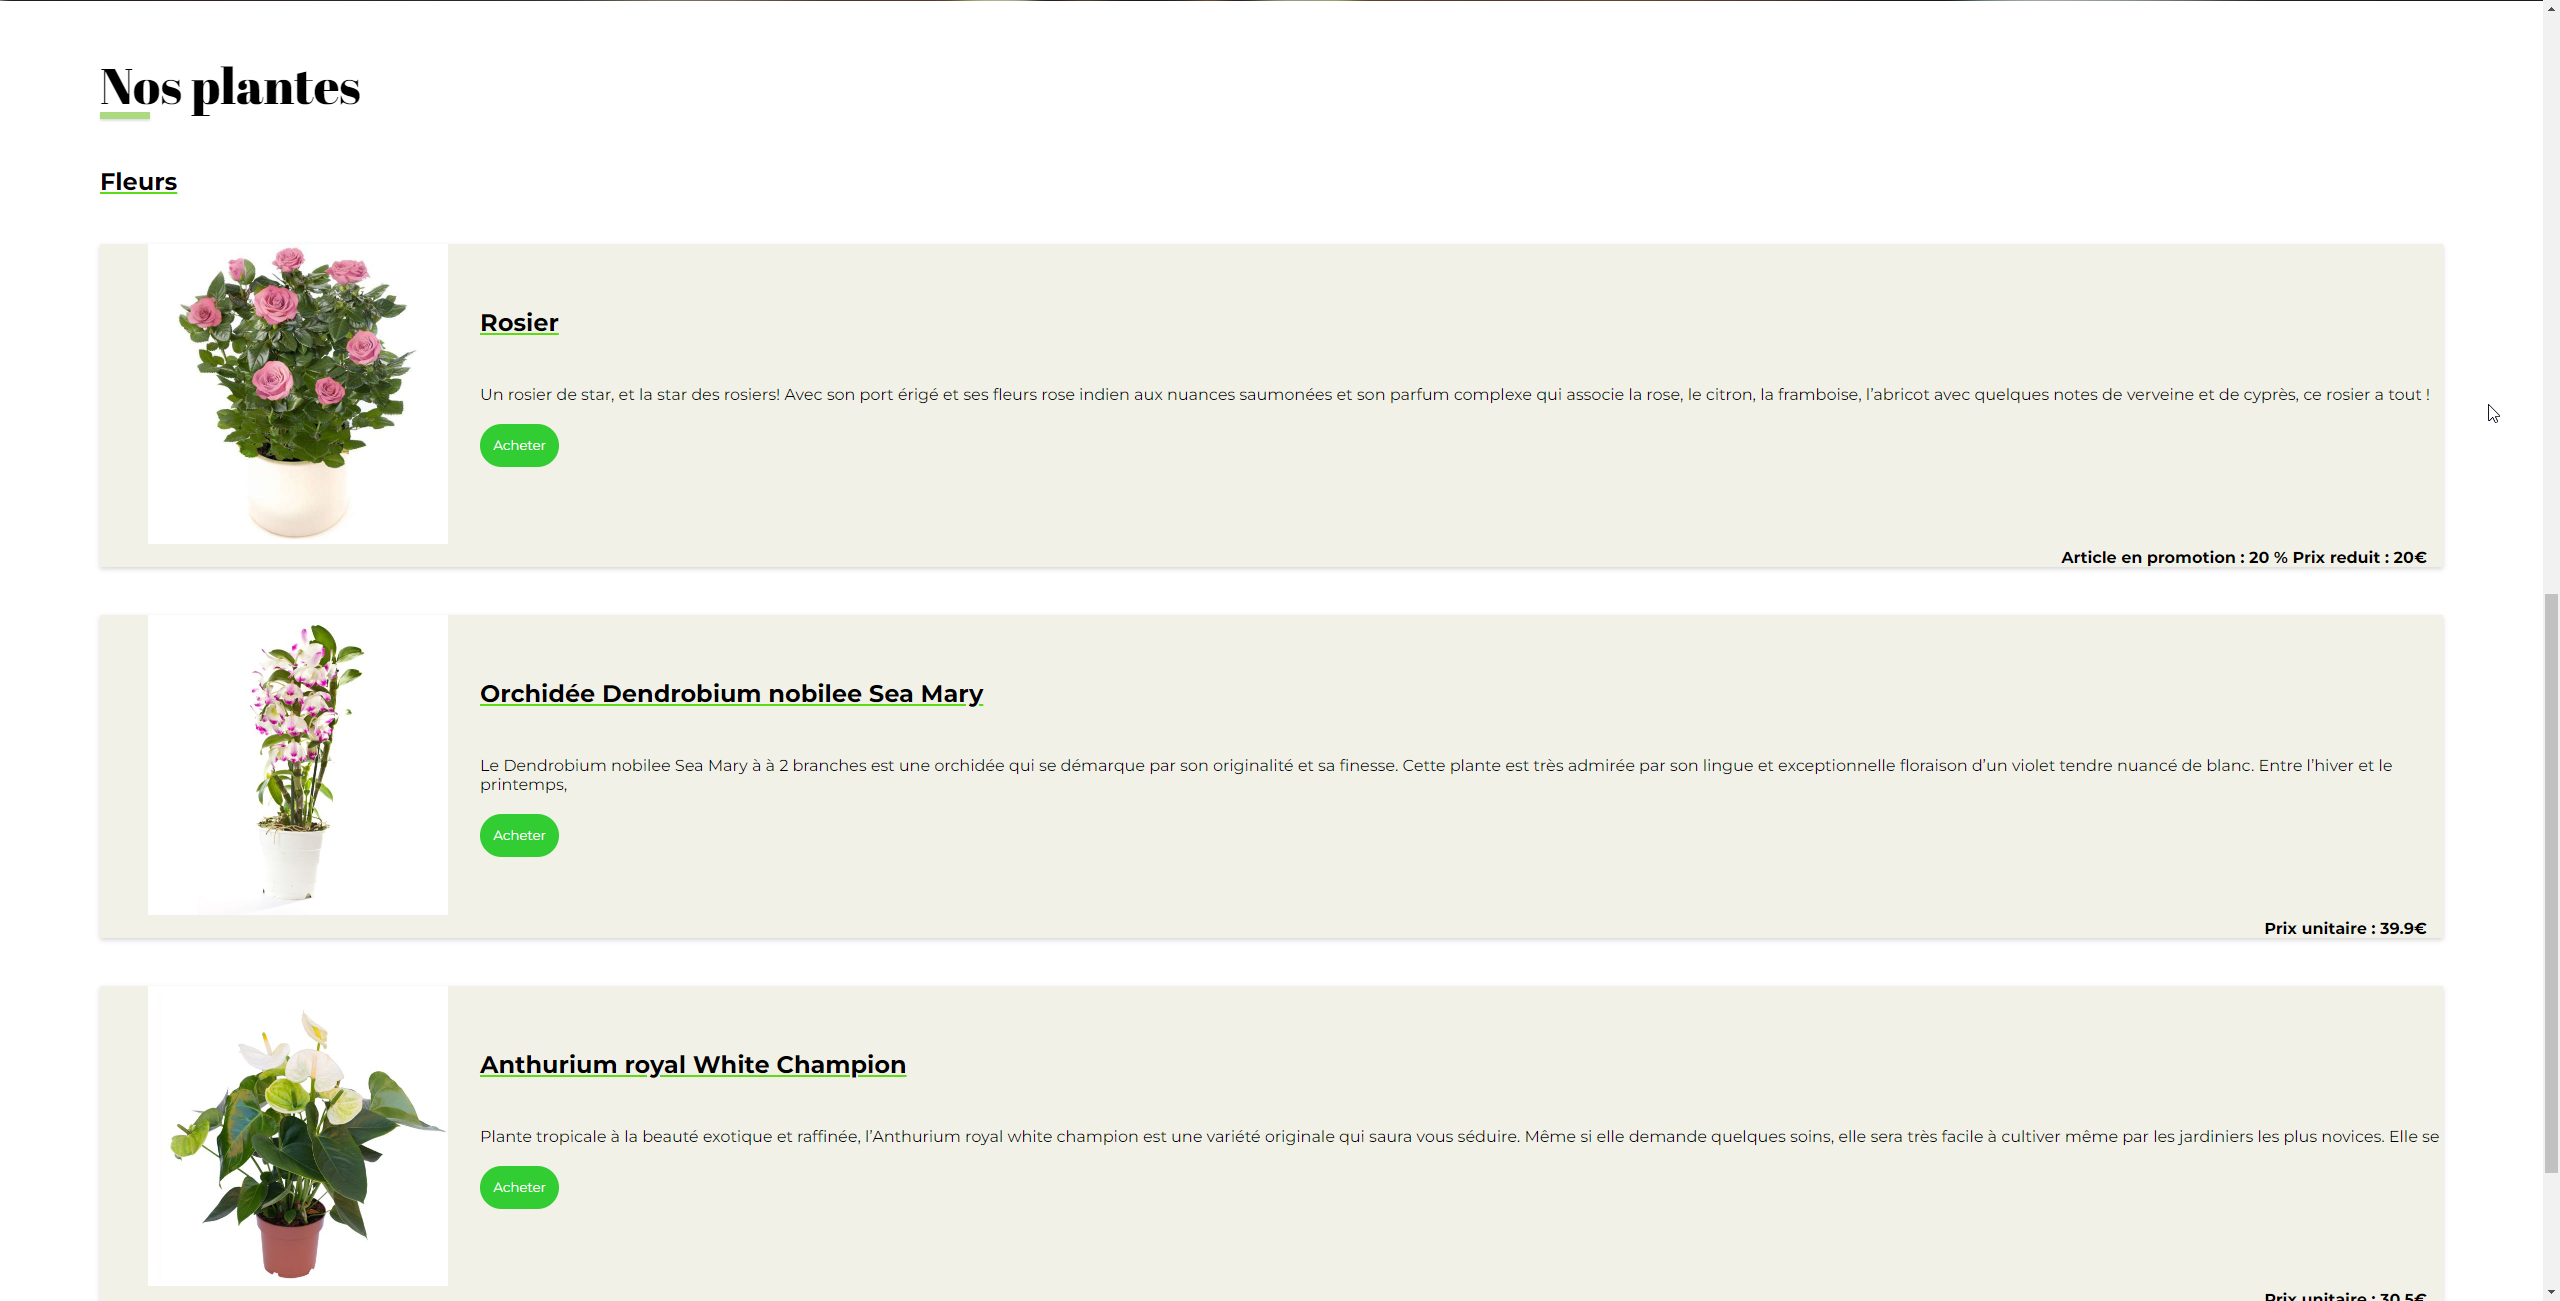 Nos plantes
Fleurs
Rosier
Un rosier de star, et la star des rosiers! Avec son port érigé et ses fleurs rose indien aux nuances saumonées et son parfum complexe qui associe la rose, le citron, la framboise, l’abricot avec quelques notes de verveine et de cyprès, ce rosier a tout !
Acheter
Article en promotion : 20 % Prix reduit : 20€
Orchidée Dendrobium nobilee Sea Mary
Le Dendrobium nobilee Sea Mary à à 2 branches est une orchidée qui se démarque par son originalité et sa finesse. Cette plante est très admirée par son lingue et exceptionnelle floraison d’un violet tendre nuancé de blanc. Entre l’hiver et le
printemps,
Acheter
Prix unitaire : 39.9€
Anthurium royal White Champion
Plante tropicale à la beauté exotique et raffinée, l’Anthurium royal white champion est une variété originale qui saura vous séduire. Même si elle demande quelques soins, elle sera très facile à cultiver même par les jardiniers les plus novices. Elle se
Acheter
Prix unitaire : 30.5€